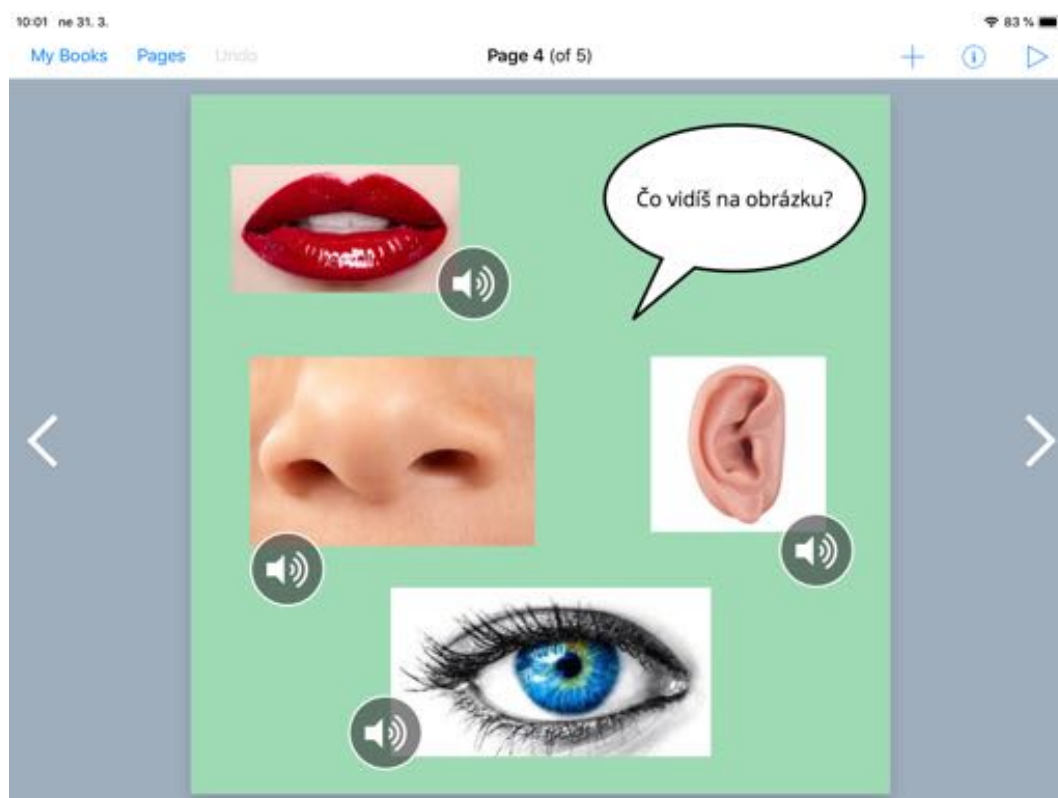 10:01 ne 31. 3.
83 %
My Books Pages Undo Page 4 (of 5)
Čo vidíš na obrázku?